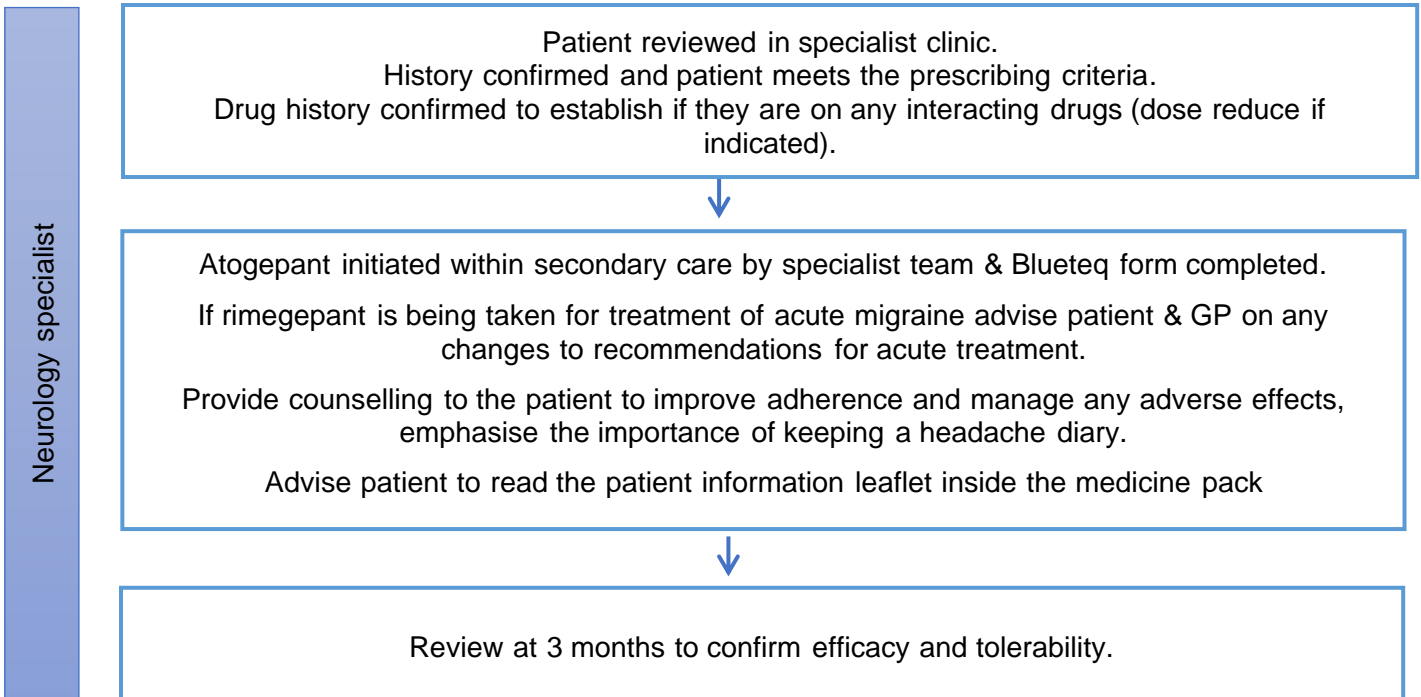 Neurology specialist
Patient reviewed in specialist clinic.
History confirmed and patient meets the prescribing criteria.
Drug history confirmed to establish if they are on any interacting drugs (dose reduce if
indicated).
Atogepant initiated within secondary care by specialist team & Blueteq form completed.
If rimegepant is being taken for treatment of acute migraine advise patient & GP on any
changes to recommendations for acute treatment.
Provide counselling to the patient to improve adherence and manage any adverse effects,
emphasise the importance of keeping a headache diary.
Advise patient to read the patient information leaflet inside the medicine pack
Review at 3 months to confirm efficacy and tolerability.